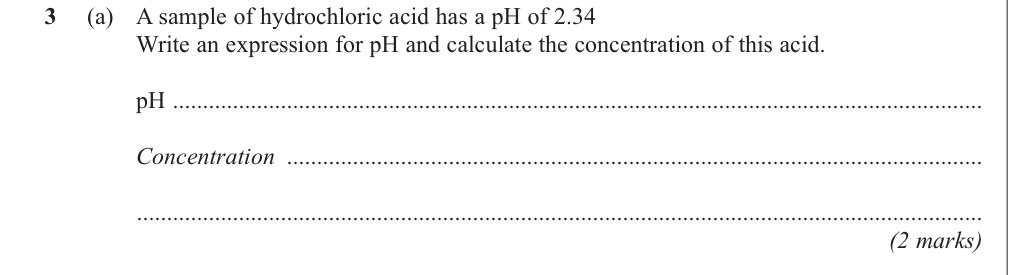 3 (a) A sample of hydrochloric acid has a pH of 2.34
Write an expression for pH and calculate the concentration of this acid.
pH ........................................................................................................................................
Concentration ....................................................................................................................
..............................................................................................................................................
(2 marks)